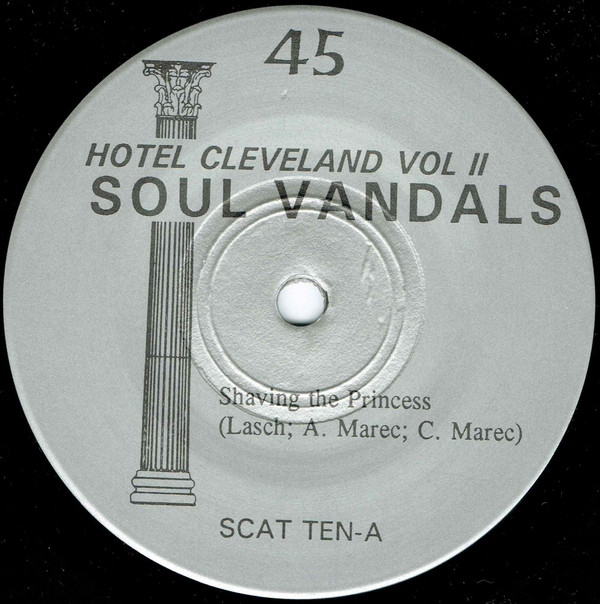 45
HOTEL CLEVELAND VOL II
SOUL VANDALS
Shaving the Princess
(Lasch; A. Marec; C. Marec)
SCAT TEN-A